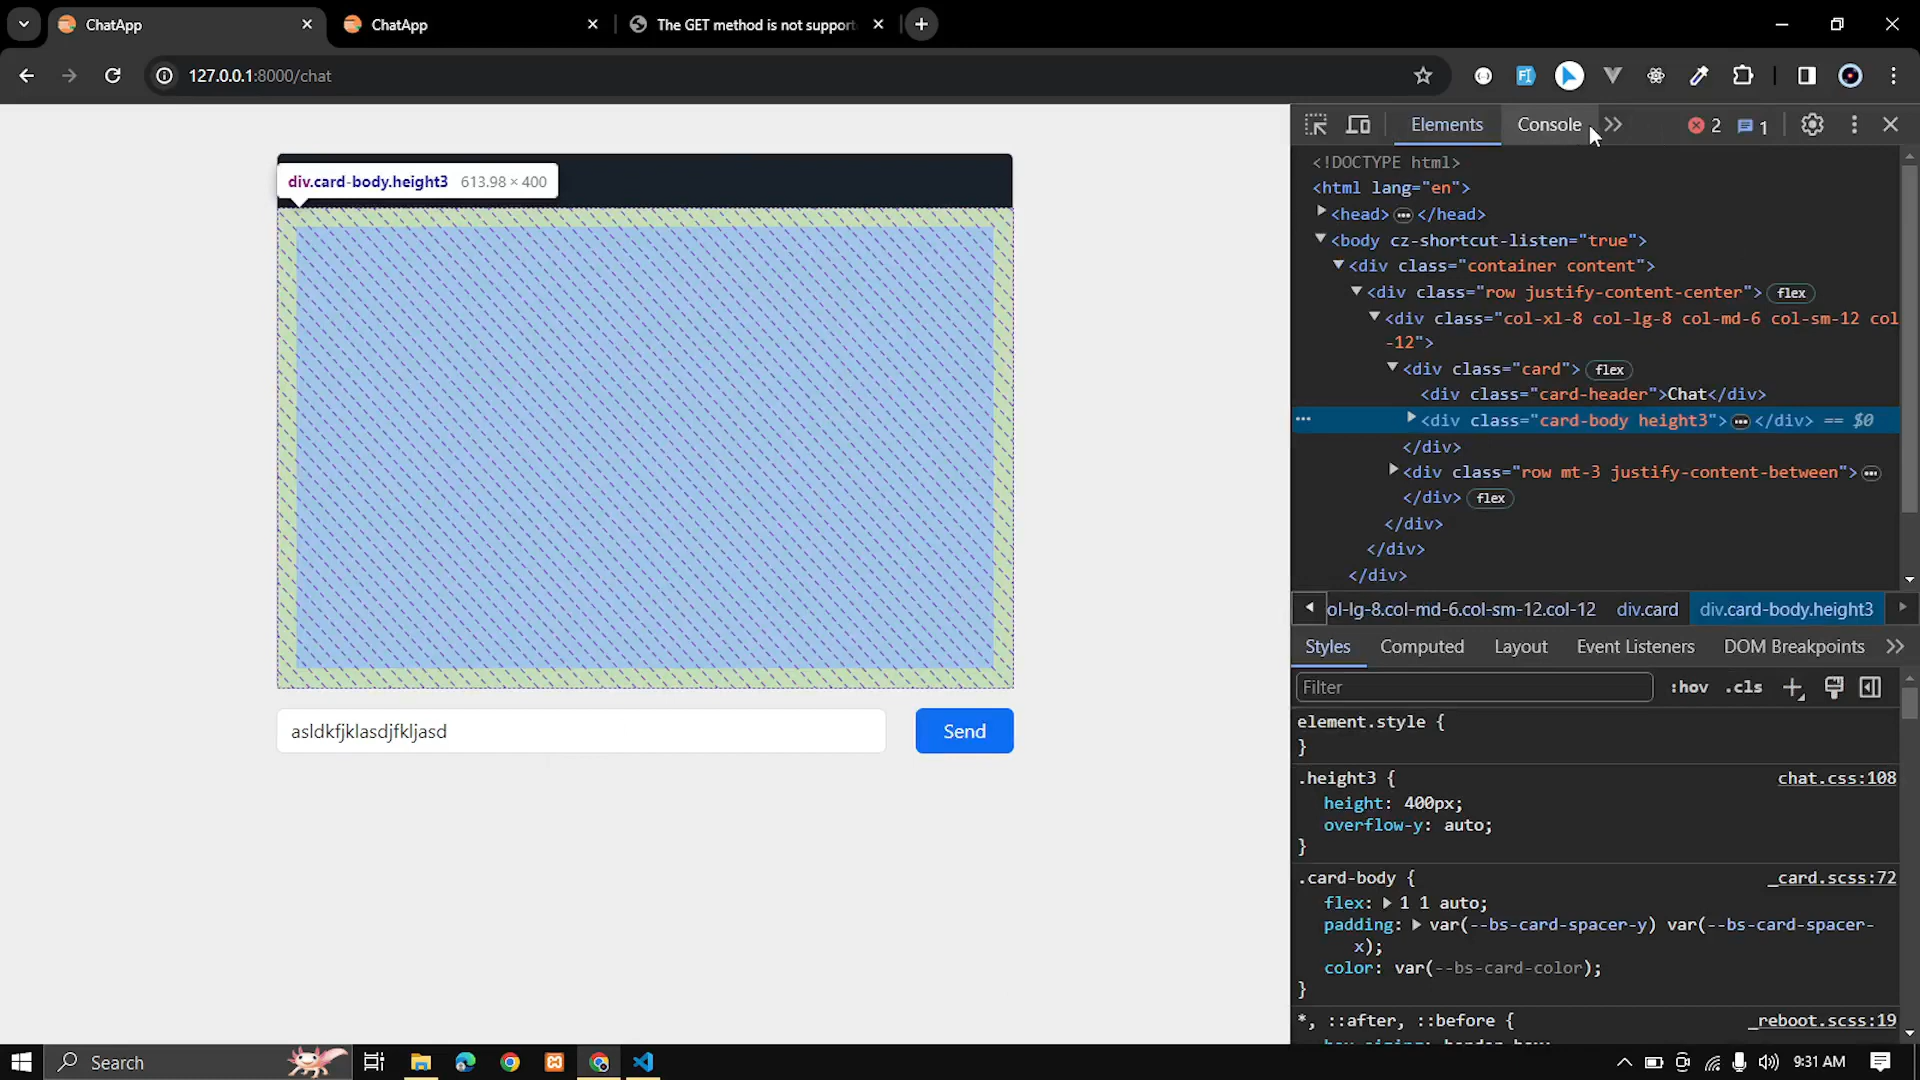 ChatApp
ChatApp
The GET method is not support
127.0.0.1:8000/chat
div.card-body.height3 613.98 × 400
asldkfjklasdjfkljasd
Send
Elements
Console
2
1
<!DOCTYPE html>
<html lang="en">
<head> ••• </head>
<body cz-shortcut-listen="true">
<div class="container content">
<div class="row justify-content-center"> flex
<div class="col-xl-8 col-lg-8 col-md-6 col-sm-12 col
-12">
<div class="card"> flex
<div class="card-header">Chat</div>
••• <div class="card-body height3"> ••• </div> == $0
</div>
<div class="row mt-3 justify-content-between"> •••
</div> flex
</div>
</div>
</div>
ol-lg-8.col-md-6.col-sm-12.col-12 div.card div.card-body.height3
Styles Computed Layout Event Listeners DOM Breakpoints
Filter :hov .cls
element.style {
}
.height3 { chat.css:108
height: 400px;
overflow-y: auto;
}
.card-body { _card.scss:72
flex: 1 1 auto;
padding: var(--bs-card-spacer-y) var(--bs-card-spacer-
x);
color: var(--bs-card-color);
}
*, ::after, ::before { _reboot.scss:19
box-sizing: border-box;
Search
9:31 AM